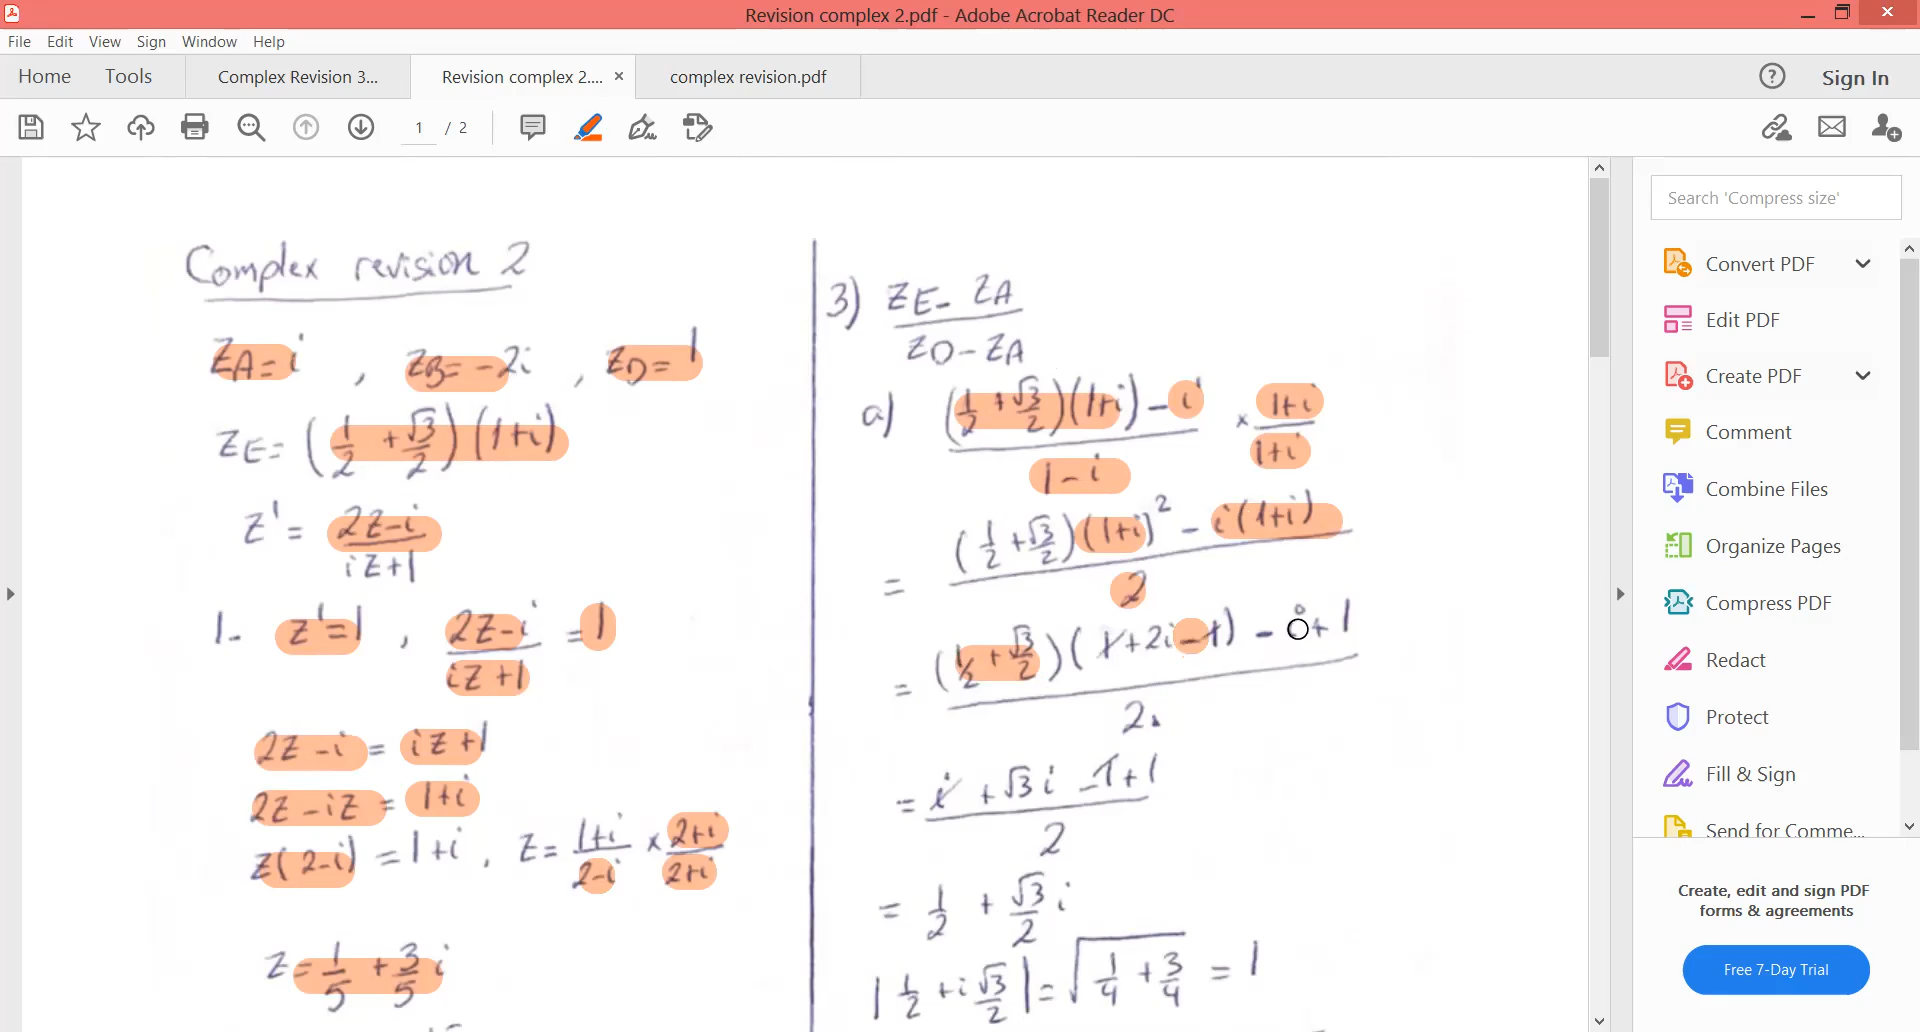 Revision complex 2.pdf - Adobe Acrobat Reader DC
File Edit View Sign Window Help
Home Tools Complex Revision 3... Revision complex 2.... × complex revision.pdf ? Sign In
1 / 2
Complex revision 2
ZA = i , ZB = -2i , ZD = 1
ZE = (1/2 + √3/2)(1+i)
Z' = (2Z-i)/(iZ+1)
1- Z' = 1 , (2Z-i)/(iZ+1) = 1
2Z - i = iZ + 1
2Z - iZ = 1+i
Z(2-i) = 1+i , Z = (1+i)/(2-i) × (2+i)/(2+i)
Z = 1/5 + 3/5 i
3) (ZE - ZA)/(ZD - ZA)
a) ((1/2 + √3/2)(1+i) - i)/(1-i) × (1+i)/(1+i)
= ((1/2 + √3/2)(1+i)² - i(1+i))/2
= ((1/2 + √3/2)(1+2i-1) - i + 1)/2.
= (i + √3 i - i + 1)/2
= 1/2 + √3/2 i
|1/2 + i √3/2| = √(1/4 + 3/4) = 1
Search 'Compress size'
Convert PDF
Edit PDF
Create PDF
Comment
Combine Files
Organize Pages
Compress PDF
Redact
Protect
Fill & Sign
Send for Comme...
Create, edit and sign PDF
forms & agreements
Free 7-Day Trial